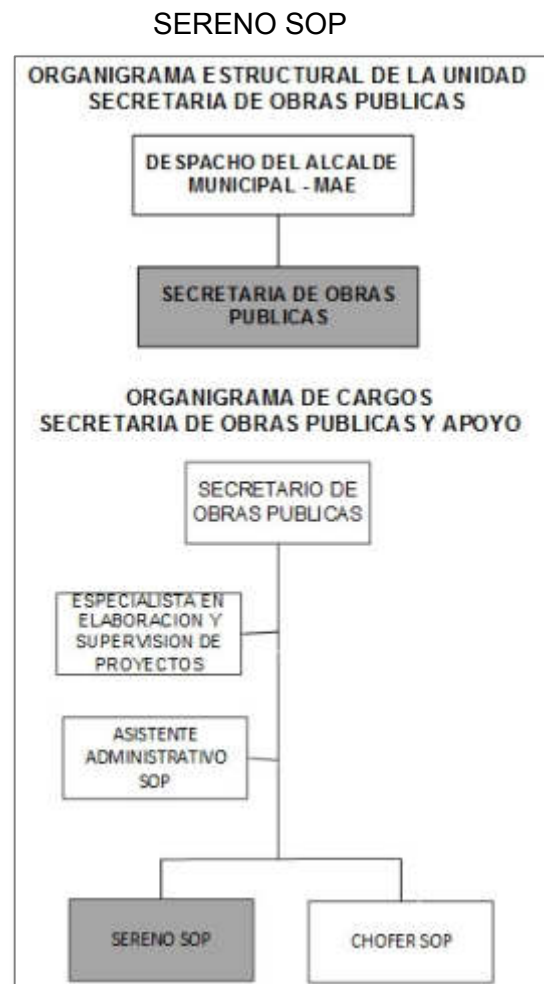 SERENO SOP
ORGANIGRAMA ESTRUCTURAL DE LA UNIDAD
SECRETARIA DE OBRAS PUBLICAS
DESPACHO DEL ALCALDE
MUNICIPAL - MAE
SECRETARIA DE OBRAS
PUBLICAS
ORGANIGRAMA DE CARGOS
SECRETARIA DE OBRAS PUBLICAS Y APOYO
SECRETARIO DE
OBRAS PUBLICAS
ESPECIALISTA EN
ELABORACION Y
SUPERVISION DE
PROYECTOS
ASISTENTE
ADMINISTRATIVO
SOP
SERENO SOP
CHOFER SOP